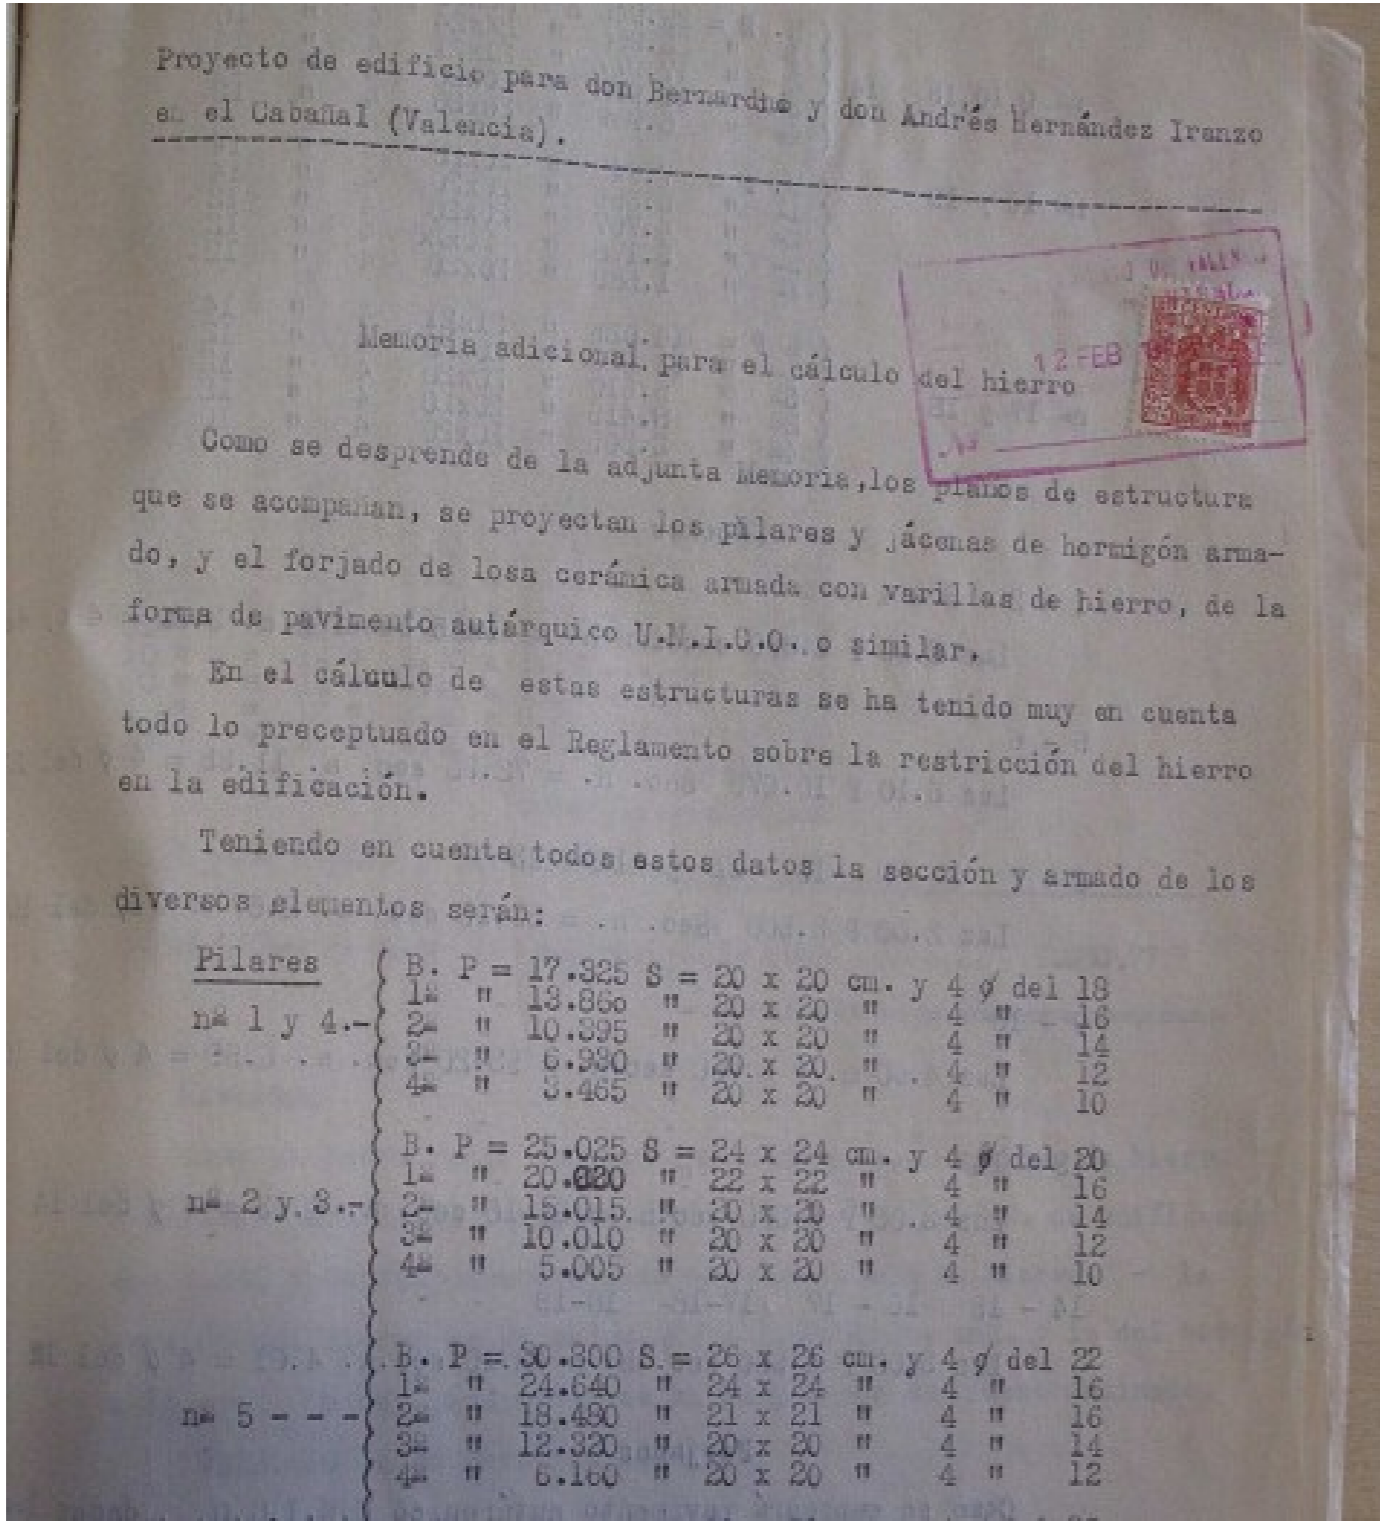 Proyecto de edificio para don Bernardino y don Andrés Hernández Iranzo
en el Cabañal (Valencia).
12 FEB
Memoria adicional para el cálculo del hierro
Como se desprende de la adjunta Memoria, los planos de estructura
que se acompañan, se proyectan los pilares y jácenas de hormigón arma-
do, y el forjado de losa cerámica armada con varillas de hierro, de la
forma de pavimento autárquico U.N.I.C.O. o similar.
En el cálculo de estas estructuras se ha tenido muy en cuenta
todo lo preceptuado en el Reglamento sobre la restricción del hierro
en la edificación.
Teniendo en cuenta todos estos datos la sección y armado de los
diversos elementos serán:
Pilares
nº 1 y 4.-
B. P = 17.325 S = 20 x 20 cm. y 4 ø del 18
1ª " 13.860 " 20 x 20 " 4 " 16
2ª " 10.395 " 20 x 20 " 4 " 14
3ª " 6.930 " 20 x 20 " 4 " 12
4ª " 3.465 " 20 x 20 " 4 " 10
nº 2 y 3.-
B. P = 25.025 S = 24 x 24 cm. y 4 ø del 20
1ª " 20.020 " 22 x 22 " 4 " 16
2ª " 15.015 " 20 x 20 " 4 " 14
3ª " 10.010 " 20 x 20 " 4 " 12
4ª " 5.005 " 20 x 20 " 4 " 10
nº 5 - - -
B. P = 30.800 S = 26 x 26 cm. y 4 ø del 22
1ª " 24.640 " 24 x 24 " 4 " 16
2ª " 18.480 " 21 x 21 " 4 " 16
3ª " 12.320 " 20 x 20 " 4 " 14
4ª " 6.160 " 20 x 20 " 4 " 12